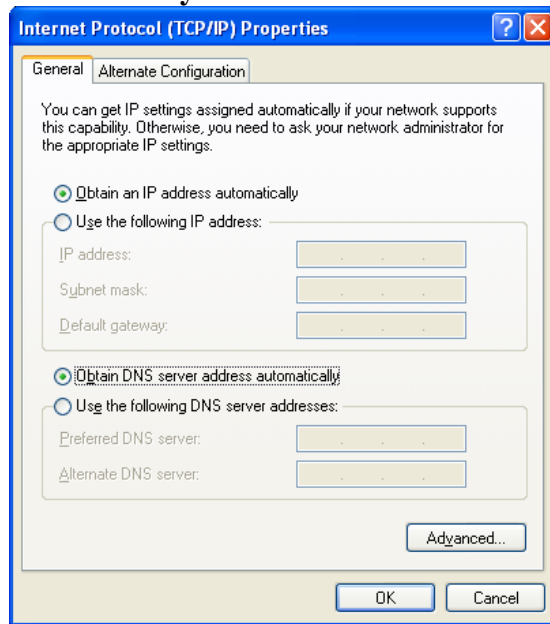 Internet Protocol (TCP/IP) Properties
General Alternate Configuration
You can get IP settings assigned automatically if your network supports
this capability. Otherwise, you need to ask your network administrator for
the appropriate IP settings.
Obtain an IP address automatically
Use the following IP address:
IP address:
Subnet mask:
Default gateway:
Obtain DNS server address automatically
Use the following DNS server addresses:
Preferred DNS server:
Alternate DNS server:
Advanced...
OK Cancel